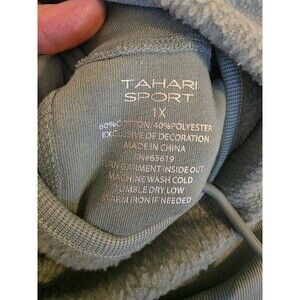 TAHARI
SPORT
1X
60%COTTON, 40%POLYESTER
EXCLUSIVE OF DECORATION
MADE IN CHINA
RN#63619
GARMENT INSIDE OUT
MACHINE WASH COLD
TUMBLE DRY LOW
WARM IRON IF NEEDED